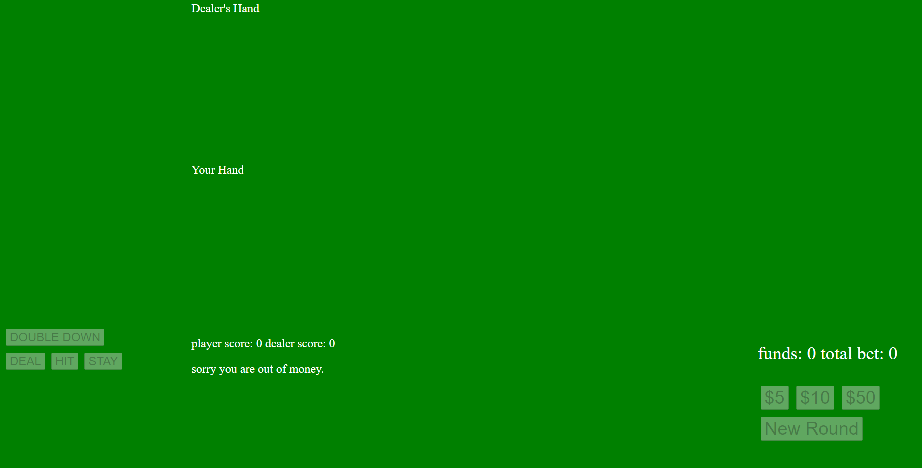 Dealer's Hand
Your Hand
DOUBLE DOWN
DEAL HIT STAY
player score: 0 dealer score: 0
sorry you are out of money.
funds: 0 total bet: 0
$5 $10 $50
New Round